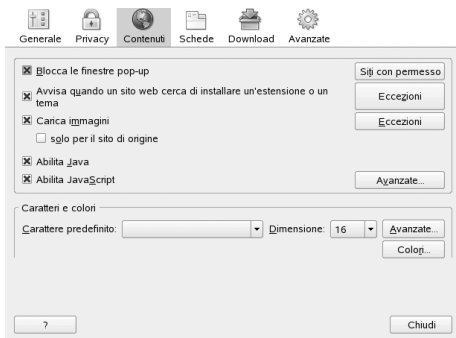 Generale Privacy Contenuti Schede Download Avanzate
Blocca le finestre pop-up Siti con permesso
Avvisa quando un sito web cerca di installare un'estensione o un
tema Eccezioni
Carica immagini Eccezioni
solo per il sito di origine
Abilita Java
Abilita JavaScript Avanzate...
Caratteri e colori
Carattere predefinito: Dimensione: 16 Avanzate...
Colori...
? Chiudi